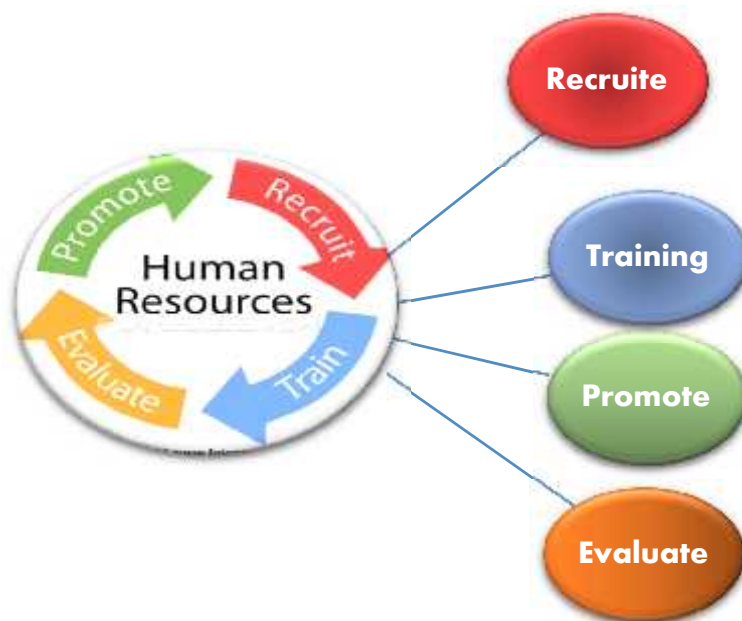 Promote
Recruit
Human
Resources
Evaluate
Train
Recruite
Training
Promote
Evaluate